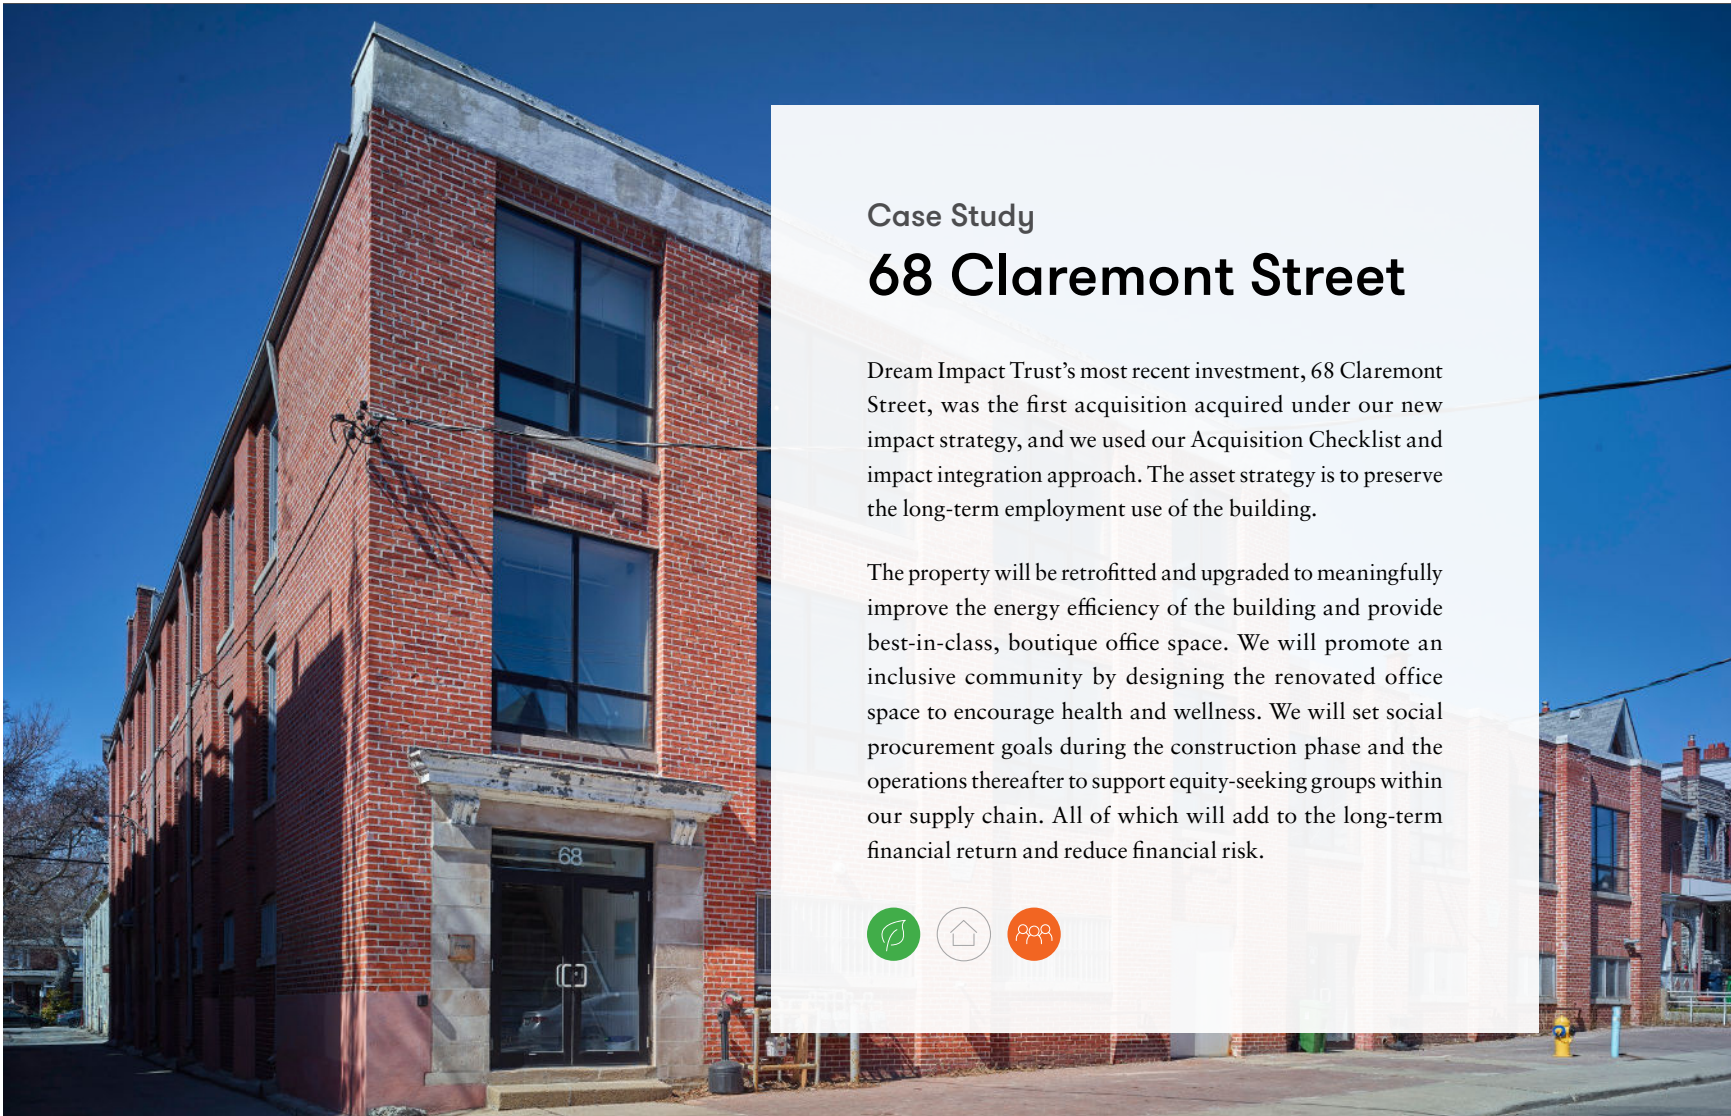 Case Study
68 Claremont Street
Dream Impact Trust’s most recent investment, 68 Claremont
Street, was the first acquisition acquired under our new
impact strategy, and we used our Acquisition Checklist and
impact integration approach. The asset strategy is to preserve
the long-term employment use of the building.
The property will be retrofitted and upgraded to meaningfully
improve the energy efficiency of the building and provide
best-in-class, boutique office space. We will promote an
inclusive community by designing the renovated office
space to encourage health and wellness. We will set social
procurement goals during the construction phase and the
operations thereafter to support equity-seeking groups within
our supply chain. All of which will add to the long-term
financial return and reduce financial risk.
68